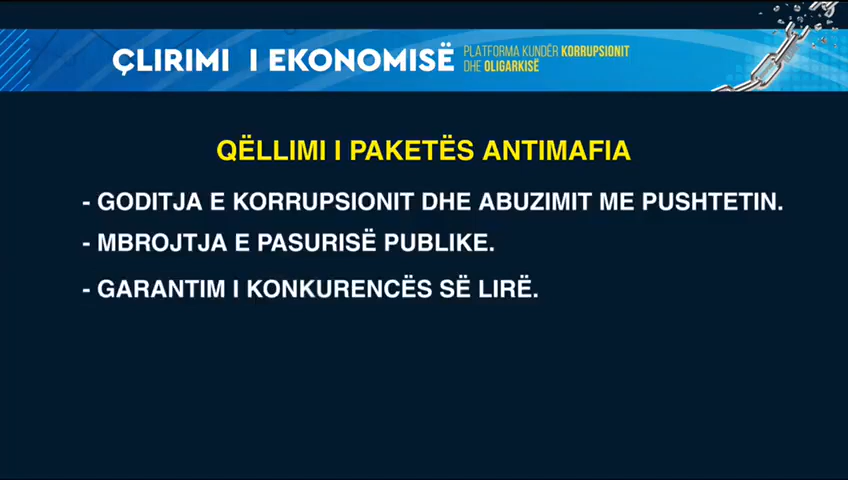 ÇLIRIMI I EKONOMISË
PLATFORMA KUNDËR KORRUPSIONIT
DHE OLIGARKISË
QËLLIMI I PAKETËS ANTIMAFIA
- GODITJA E KORRUPSIONIT DHE ABUZIMIT ME PUSHTETIN.
- MBROJTJA E PASURISË PUBLIKE.
- GARANTIM I KONKURENCËS SË LIRË.